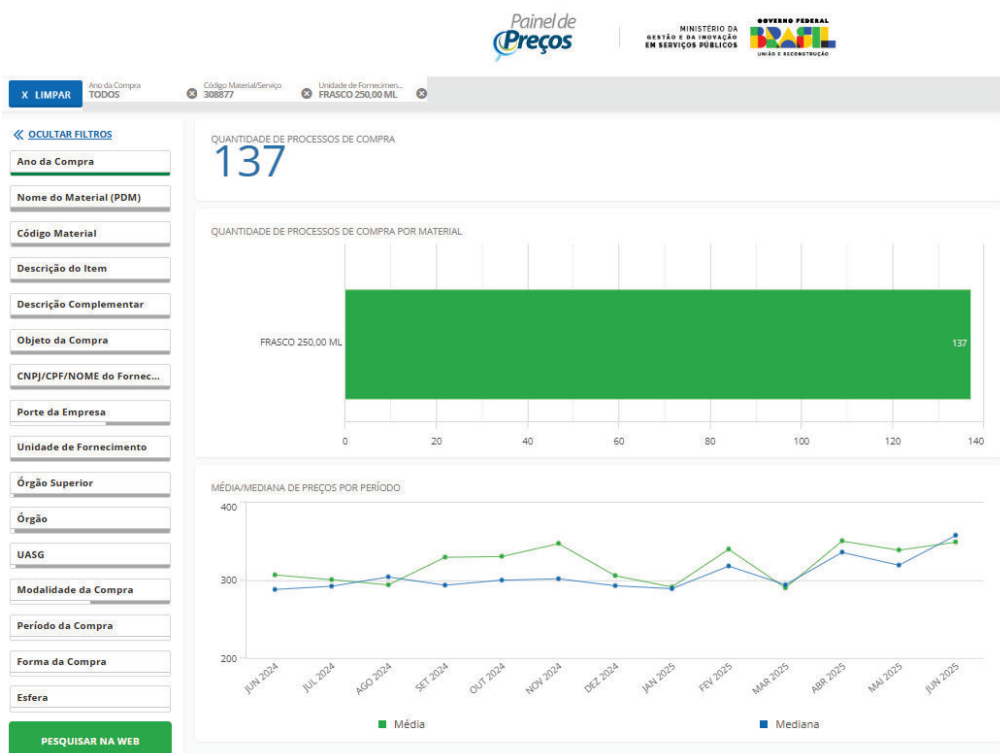 Painel de
Preços
MINISTÉRIO DA
GESTÃO E DA INOVAÇÃO
EM SERVIÇOS PÚBLICOS
GOVERNO FEDERAL
BRASIL
UNIÃO E RECONSTRUÇÃO
X LIMPAR
Ano da Compra
TODOS
Código Material/Serviço
308877
Unidade de Fornecimen...
FRASCO 250,00 ML
OCULTAR FILTROS
Ano da Compra
Nome do Material (PDM)
Código Material
Descrição do Item
Descrição Complementar
Objeto da Compra
CNPJ/CPF/NOME do Fornec...
Porte da Empresa
Unidade de Fornecimento
Órgão Superior
Órgão
UASG
Modalidade da Compra
Período da Compra
Forma da Compra
Esfera
PESQUISAR NA WEB
QUANTIDADE DE PROCESSOS DE COMPRA
137
QUANTIDADE DE PROCESSOS DE COMPRA POR MATERIAL
FRASCO 250,00 ML
137
0 20 40 60 80 100 120 140
MÉDIA/MEDIANA DE PREÇOS POR PERÍODO
400
300
200
JUN 2024 JUL 2024 AGO 2024 SET 2024 OUT 2024 NOV 2024 DEZ 2024 JAN 2025 FEV 2025 MAR 2025 ABR 2025 MAI 2025 JUN 2025
Média Mediana